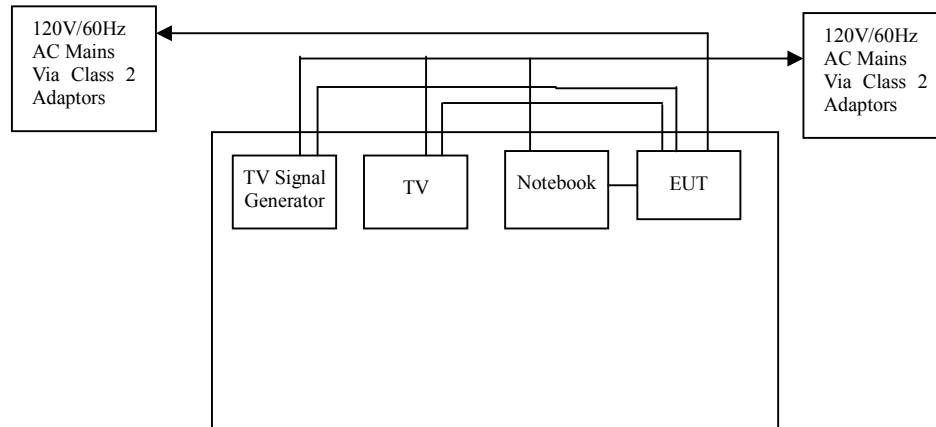 120V/60Hz
AC Mains
Via Class 2
Adaptors
120V/60Hz
AC Mains
Via Class 2
Adaptors
TV Signal
Generator
TV
Notebook
EUT